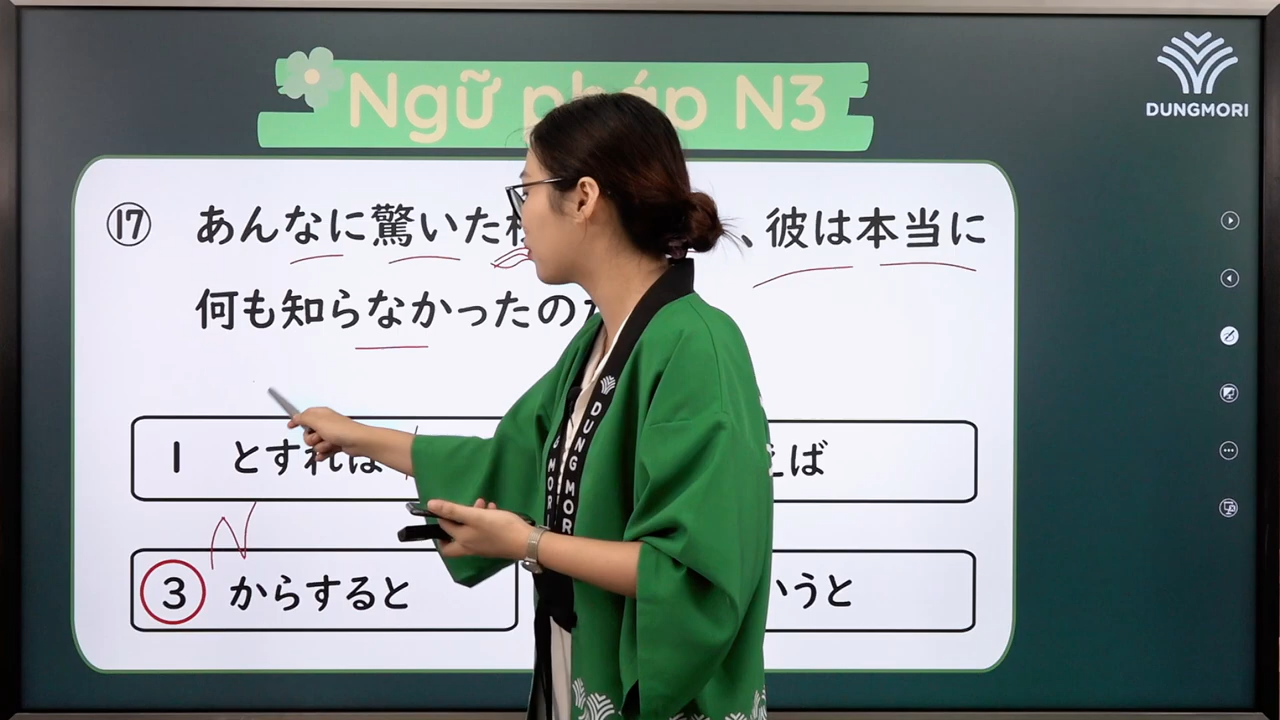 Ngữ pháp N3
DUNGMORI
⑰ あんなに驚いた 、彼は本当に
何も知らなかったの
1 とすれば えば
N
3 からすると いうと
DUNGMORI
DUNGMORI